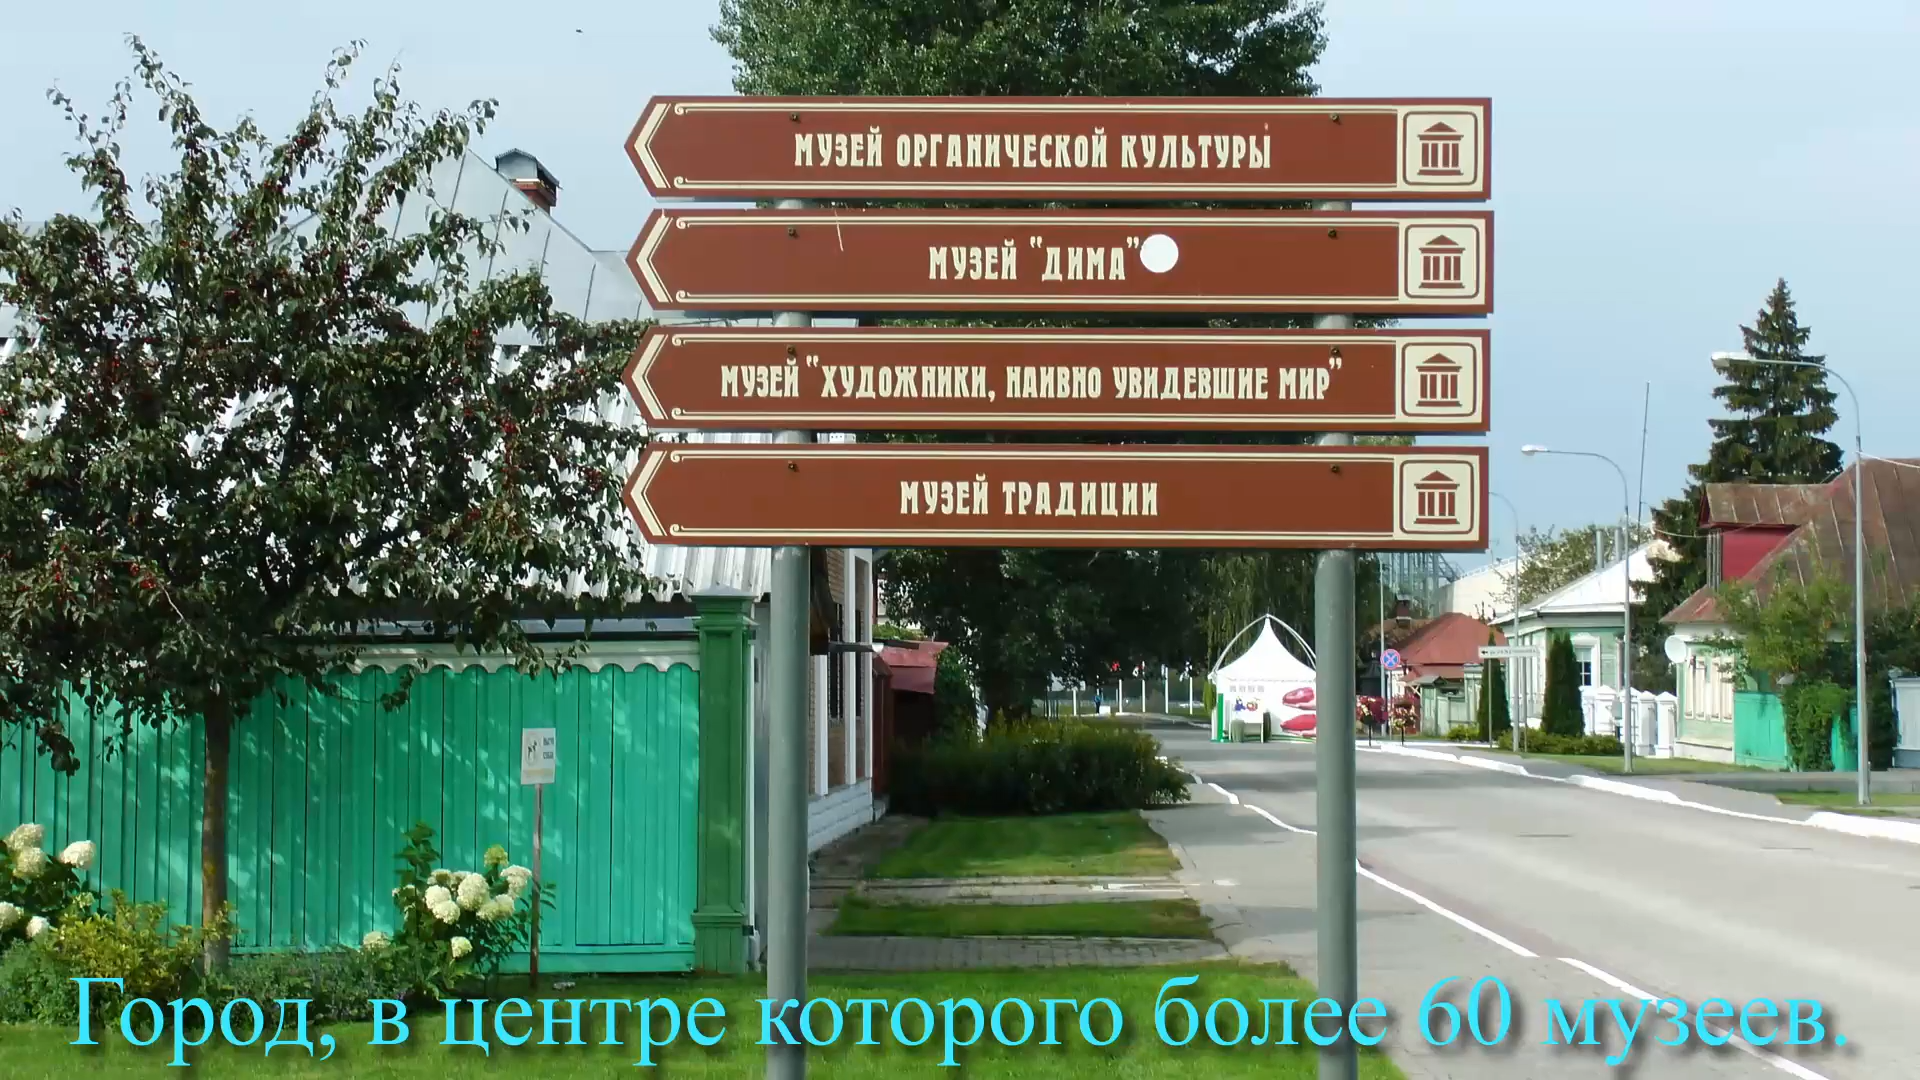 МУЗЕЙ ОРГАНИЧЕСКОЙ КУЛЬТУРЫ
МУЗЕЙ "ДИМА"
МУЗЕЙ "ХУДОЖНИКИ, НАИВНО УВИДЕВШИЕ МИР"
МУЗЕЙ ТРАДИЦИИ
Город, в центре которого более 60 музеев.